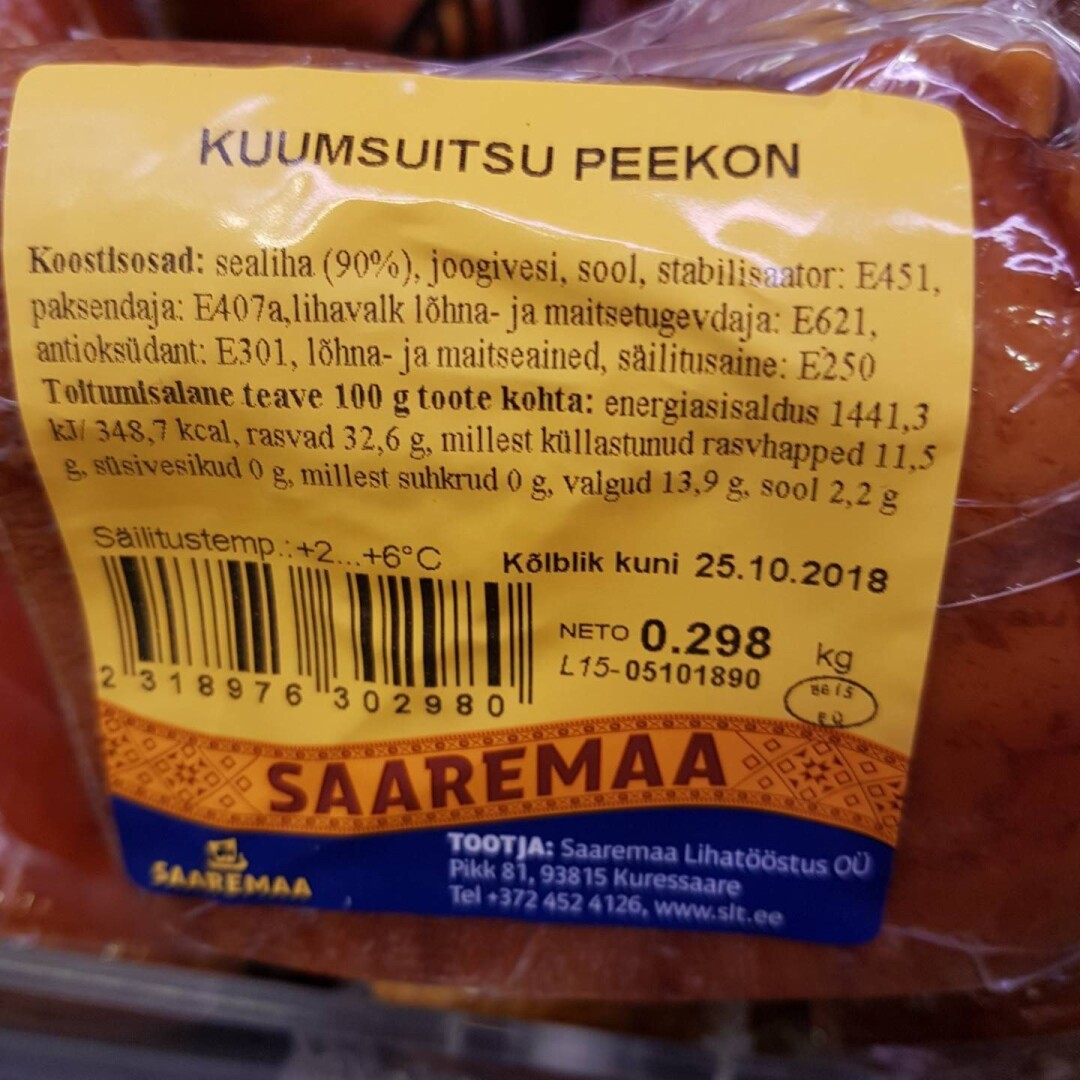 KUUMSUITSU PEEKON
Koostisosad: sealiha (90%), joogivesi, sool, stabilisaator: E451,
paksendaja: E407a,lihavalk lõhna- ja maitsetugevdaja: E621,
antioksüdant: E301, lõhna- ja maitseained, säilitusaine: E250
Toitumisalane teave 100 g toote kohta: energiasisaldus 1441,3
kJ/ 348,7 kcal, rasvad 32,6 g, millest küllastunud rasvhapped 11,5
g, süsivesikud 0 g, millest suhkrud 0 g, valgud 13,9 g, sool 2,2 g
Säilitustemp.:+2...+6°C
Kõlblik kuni 25.10.2018
NETO 0.298 kg
L15-05101890
2 318976 302980
SAAREMAA
SAAREMAA
TOOTJA: Saaremaa Lihatööstus OÜ
Pikk 81, 93815 Kuressaare
Tel +372 452 4126, www.slt.ee